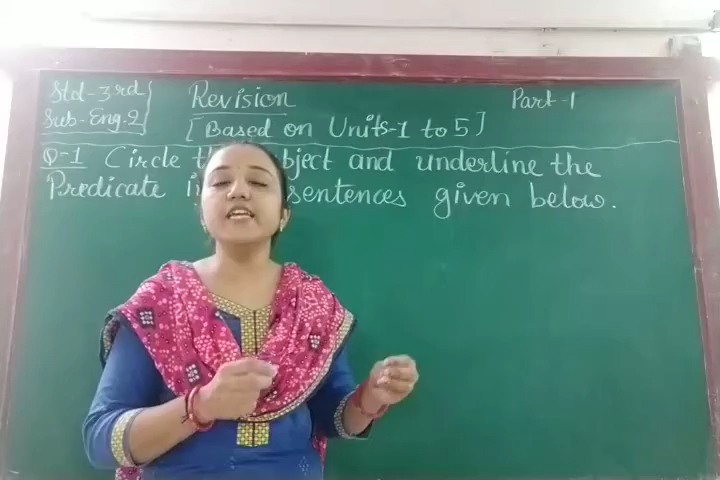 Std-3rd
Sub-Eng.2
Revision
Part-1
[Based on Units-1 to 5]
Q-1 Circle and underline the
Predicate sentences given below.